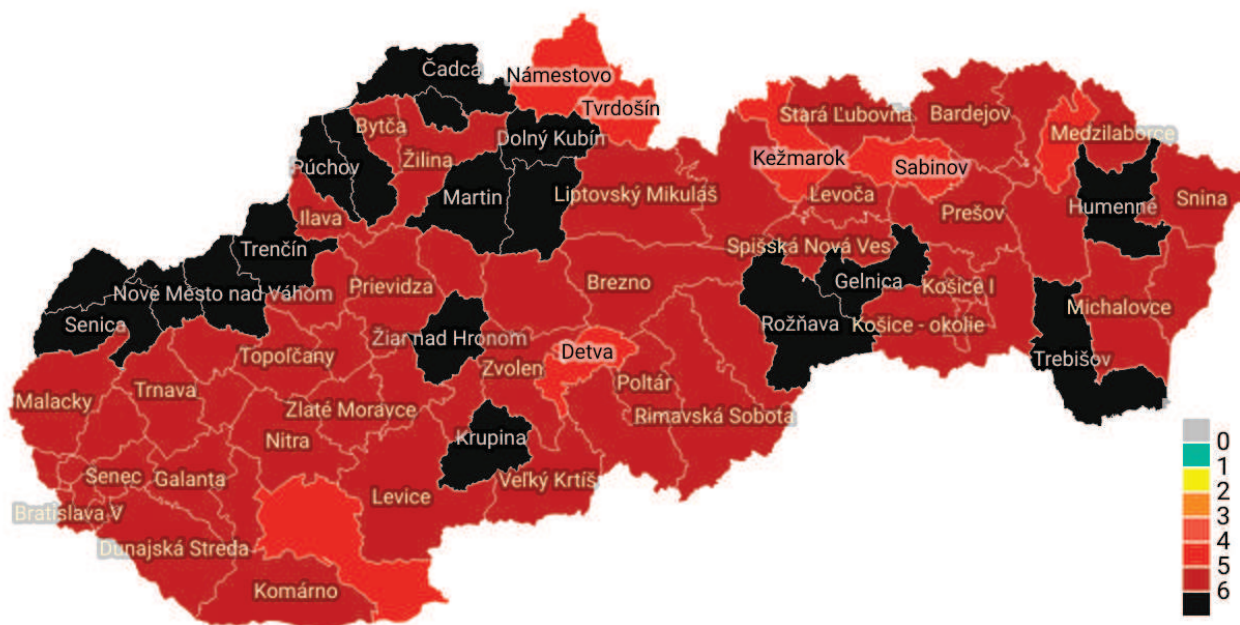 Čadca
Námestovo
Tvrdošín
Bytča
Dolný Kubín
Stará Ľubovňa
Bardejov
Medzilaborce
Púchov
Žilina
Kežmarok
Sabinov
Martin
Liptovský Mikuláš
Levoča
Snina
Ilava
Prešov
Humenné
Trenčín
Spišská Nová Ves
Prievidza
Brezno
Gelnica
Košice I
Nové Mesto nad Váhom
Michalovce
Senica
Rožňava
Košice - okolie
Žiar nad Hronom
Detva
Topoľčany
Zvolen
Trebišov
Poltár
Trnava
Malacky
Zlaté Moravce
Rimavská Sobota
Nitra
Krupina
Senec
Galanta
Veľký Krtíš
Levice
Bratislava V
Dunajská Streda
Komárno
0
1
2
3
4
5
6